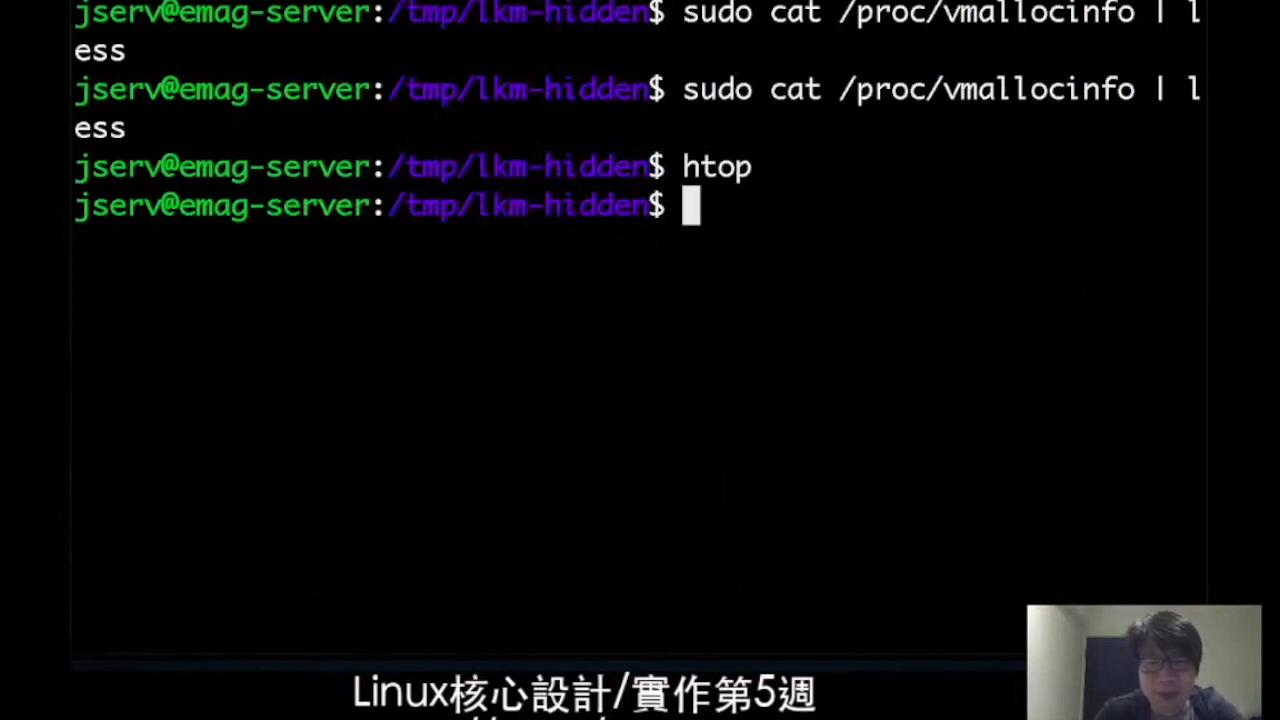 jserv@emag-server:/tmp/lkm-hidden$ sudo cat /proc/vmallocinfo | l
ess
jserv@emag-server:/tmp/lkm-hidden$ sudo cat /proc/vmallocinfo | l
ess
jserv@emag-server:/tmp/lkm-hidden$ htop
jserv@emag-server:/tmp/lkm-hidden$
Linux核心設計/實作第5週